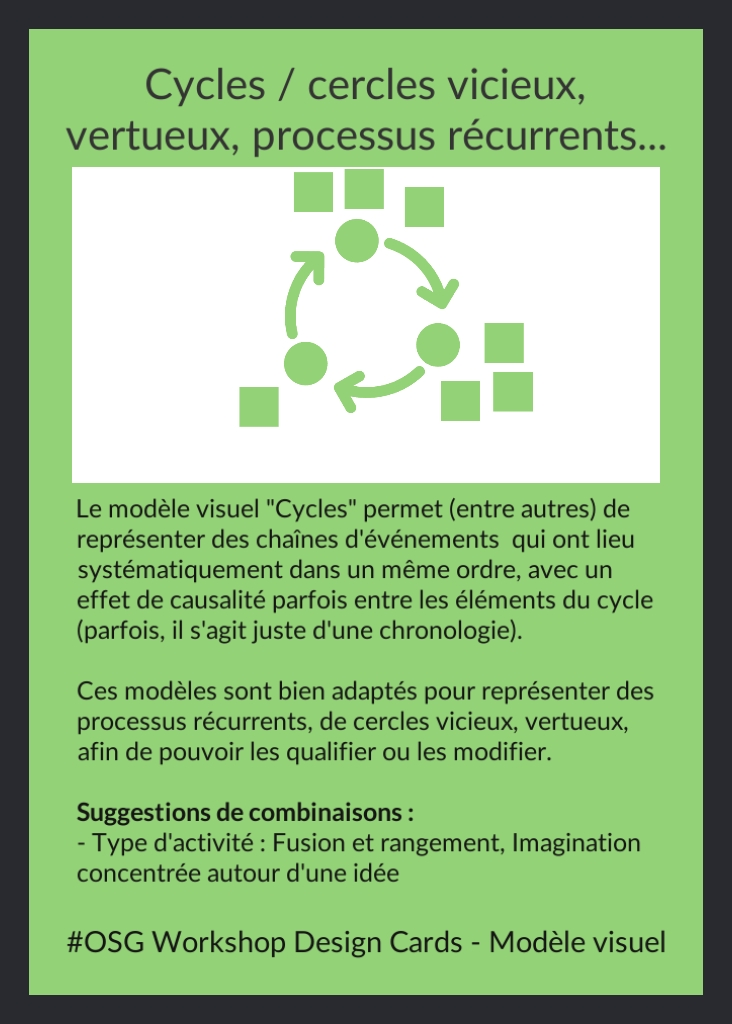 Cycles / cercles vicieux,
vertueux, processus récurrents...
Le modèle visuel "Cycles" permet (entre autres) de
représenter des chaînes d'événements  qui ont lieu
systématiquement dans un même ordre, avec un
effet de causalité parfois entre les éléments du cycle
(parfois, il s'agit juste d'une chronologie).
Ces modèles sont bien adaptés pour représenter des
processus récurrents, de cercles vicieux, vertueux,
afin de pouvoir les qualifier ou les modifier.
Suggestions de combinaisons :
- Type d'activité : Fusion et rangement, Imagination
concentrée autour d'une idée
#OSG Workshop Design Cards - Modèle visuel